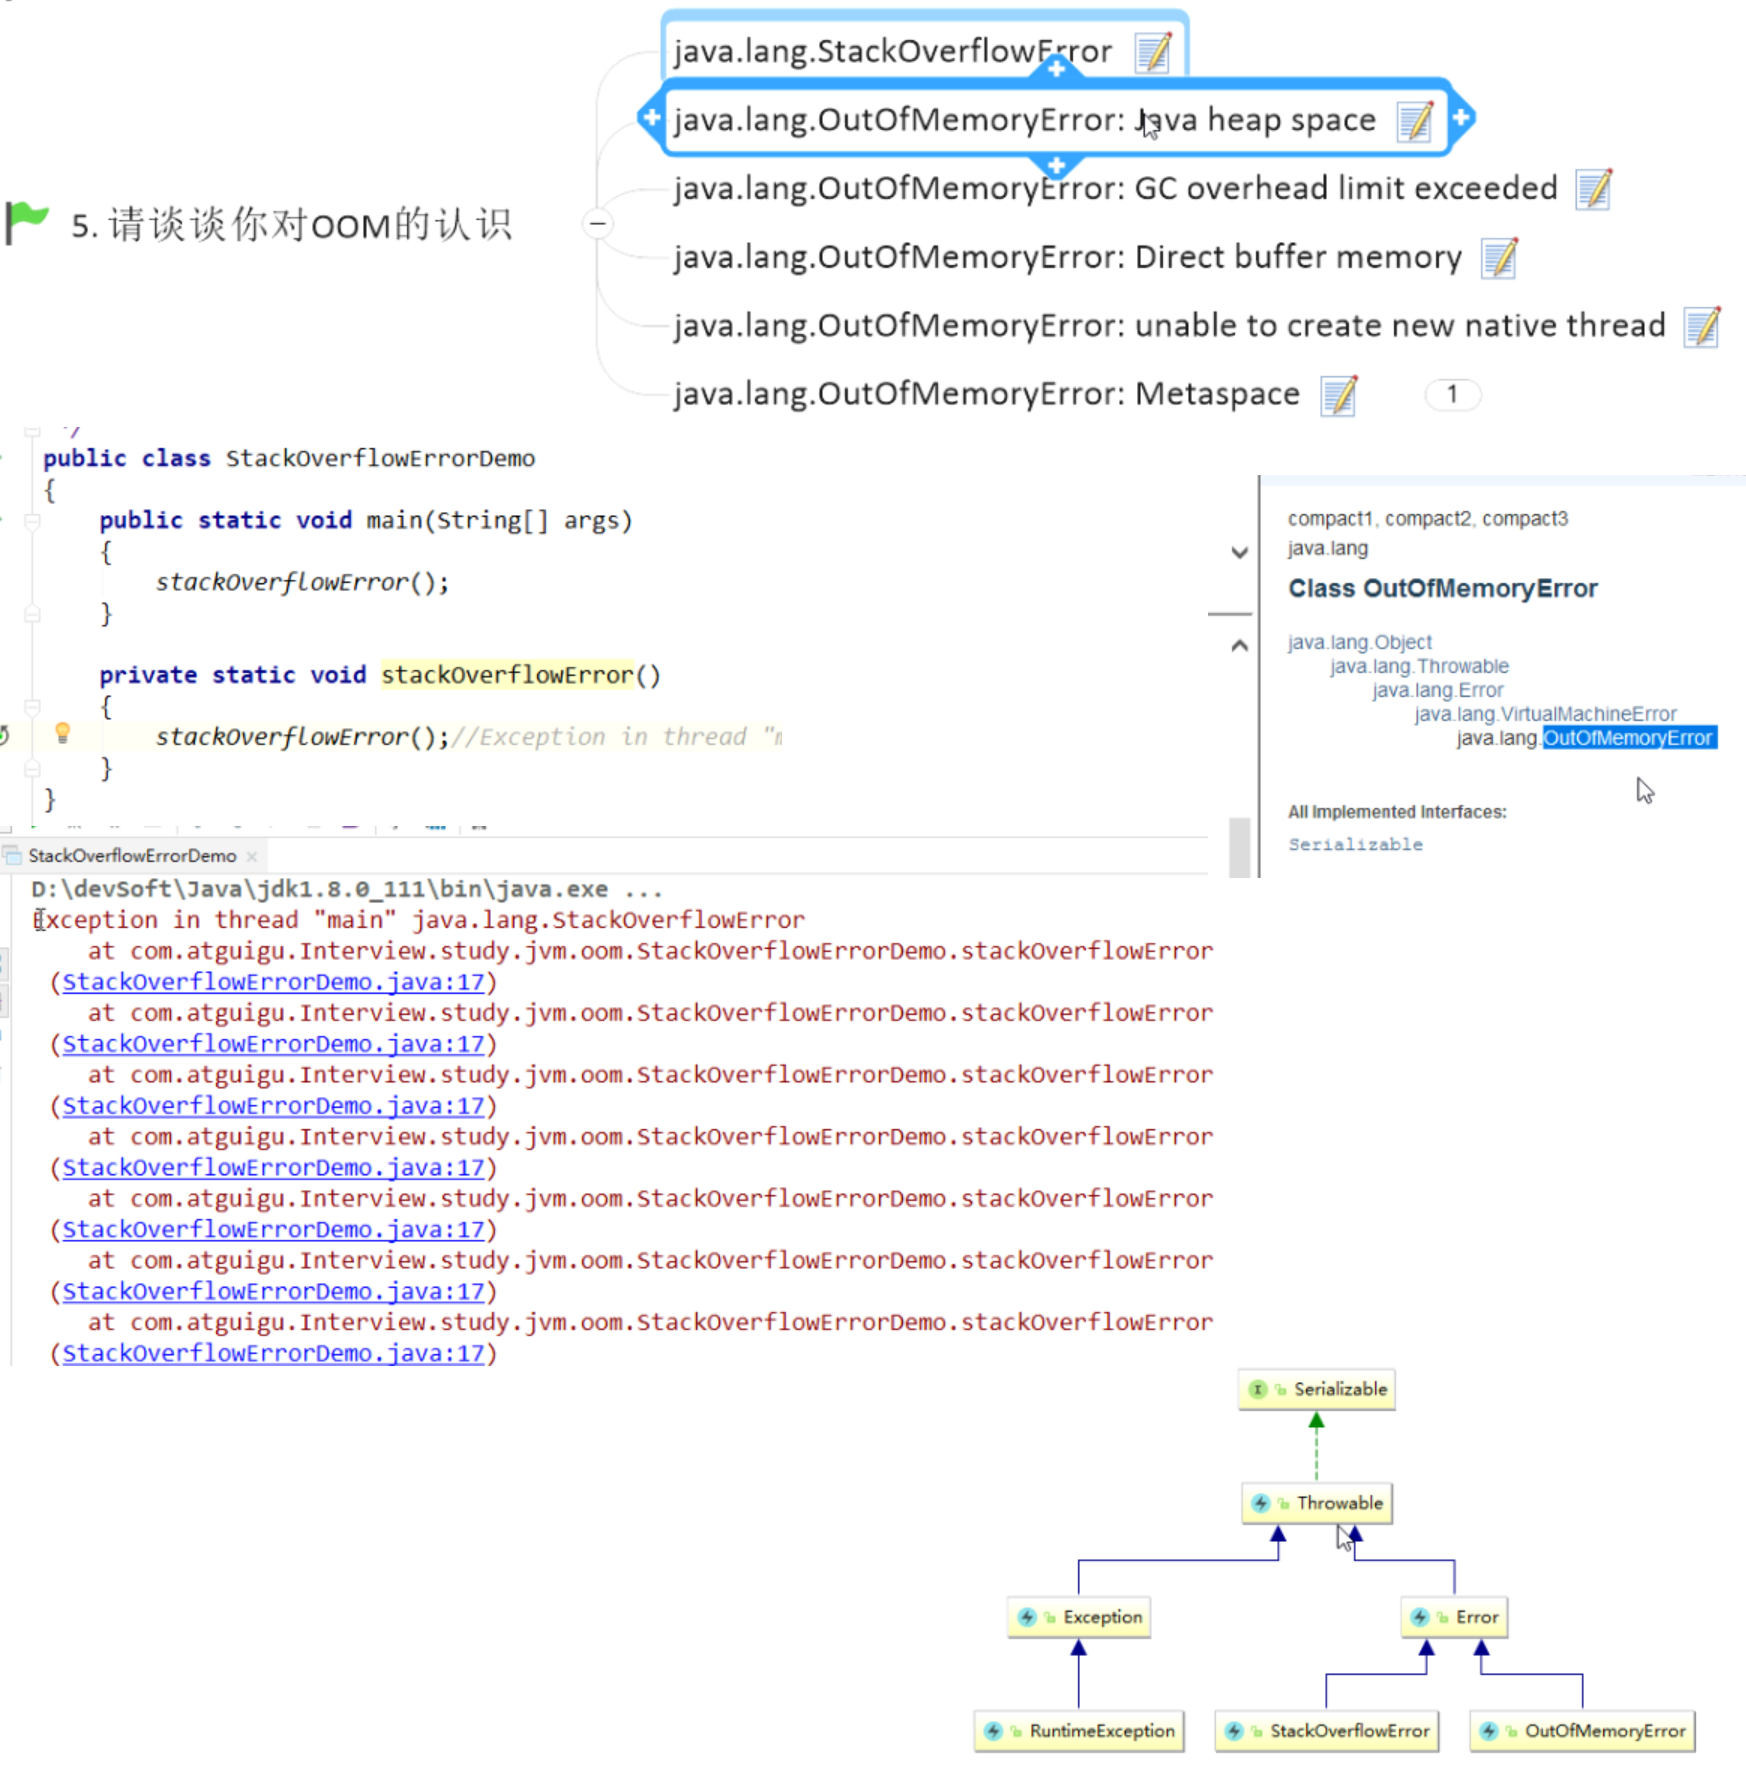 java.lang.StackOverflowError
java.lang.OutOfMemoryError: Java heap space
java.lang.OutOfMemoryError: GC overhead limit exceeded
5. 请谈谈你对OOM的认识
java.lang.OutOfMemoryError: Direct buffer memory
java.lang.OutOfMemoryError: unable to create new native thread
java.lang.OutOfMemoryError: Metaspace
1
*/
public class StackOverflowErrorDemo
{
public static void main(String[] args)
{
stackOverflowError();
}
private static void stackOverflowError()
{
stackOverflowError();//Exception in thread "
}
}
compact1, compact2, compact3
java.lang
Class OutOfMemoryError
java.lang.Object
java.lang.Throwable
java.lang.Error
java.lang.VirtualMachineError
java.lang.OutOfMemoryError
All Implemented Interfaces:
Serializable
StackOverflowErrorDemo ×
D:\devSoft\Java\jdk1.8.0_111\bin\java.exe ...
Exception in thread "main" java.lang.StackOverflowError
at com.atguigu.Interview.study.jvm.oom.StackOverflowErrorDemo.stackOverflowError
(StackOverflowErrorDemo.java:17)
at com.atguigu.Interview.study.jvm.oom.StackOverflowErrorDemo.stackOverflowError
(StackOverflowErrorDemo.java:17)
at com.atguigu.Interview.study.jvm.oom.StackOverflowErrorDemo.stackOverflowError
(StackOverflowErrorDemo.java:17)
at com.atguigu.Interview.study.jvm.oom.StackOverflowErrorDemo.stackOverflowError
(StackOverflowErrorDemo.java:17)
at com.atguigu.Interview.study.jvm.oom.StackOverflowErrorDemo.stackOverflowError
(StackOverflowErrorDemo.java:17)
at com.atguigu.Interview.study.jvm.oom.StackOverflowErrorDemo.stackOverflowError
(StackOverflowErrorDemo.java:17)
at com.atguigu.Interview.study.jvm.oom.StackOverflowErrorDemo.stackOverflowError
(StackOverflowErrorDemo.java:17)
Serializable
Throwable
Exception
Error
RuntimeException
StackOverflowError
OutOfMemoryError